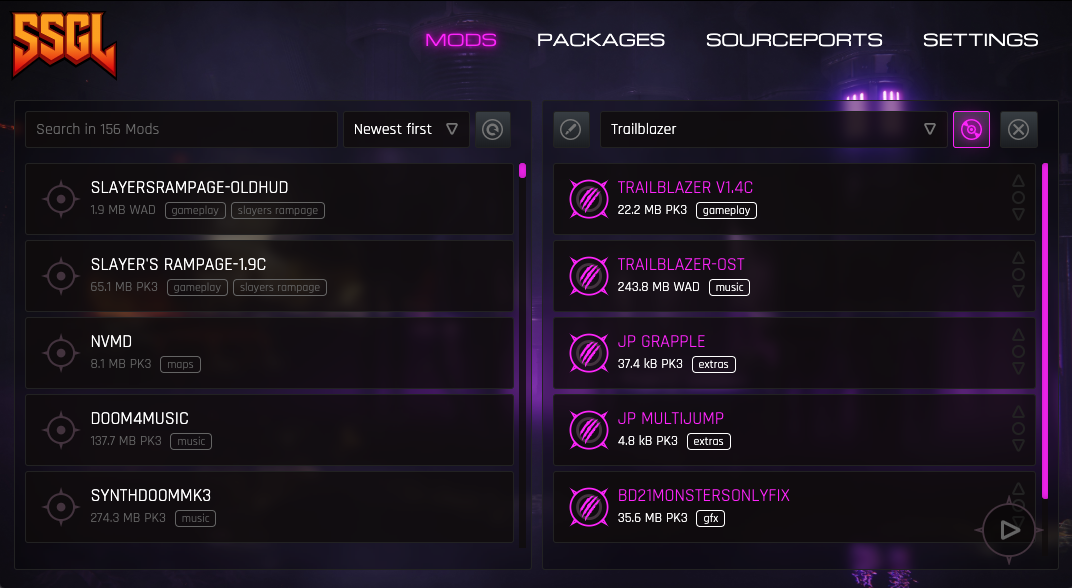 SSGL
MODS PACKAGES SOURCEPORTS SETTINGS
Search in 156 Mods
Newest first
SLAYERSRAMPAGE-OLDHUD
1.9 MB WAD gameplay slayers rampage
SLAYER'S RAMPAGE-1.9C
65.1 MB PK3 gameplay slayers rampage
NVMD
8.1 MB PK3 maps
DOOM4MUSIC
137.7 MB PK3 music
SYNTHDOOMMK3
274.3 MB PK3 music
Trailblazer
TRAILBLAZER V1.4C
22.2 MB PK3 gameplay
TRAILBLAZER-OST
243.8 MB WAD music
JP GRAPPLE
37.4 kB PK3 extras
JP MULTIJUMP
4.8 kB PK3 extras
BD21MONSTERSONLYFIX
35.6 MB PK3 gfx